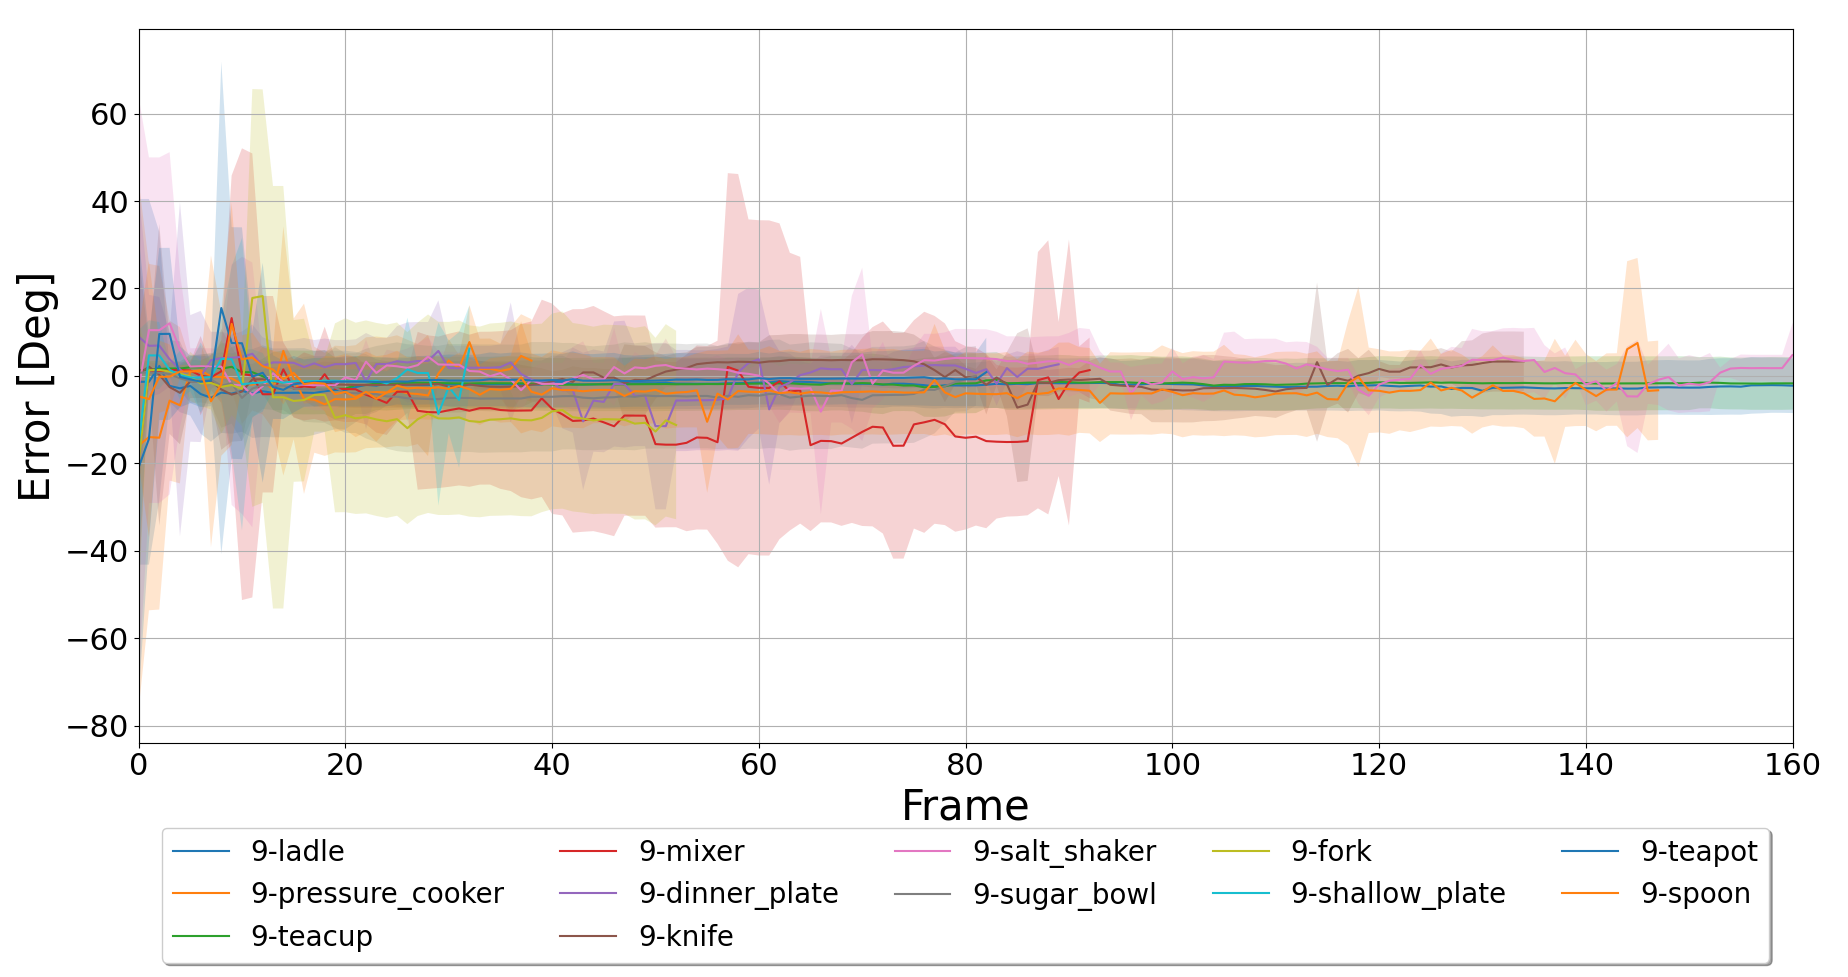 60
40
20
0
−20
−40
−60
−80
Error [Deg]
0 20 40 60 80 100 120 140 160
Frame
9-ladle 9-mixer 9-salt_shaker 9-fork 9-teapot
9-pressure_cooker 9-dinner_plate 9-sugar_bowl 9-shallow_plate 9-spoon
9-teacup 9-knife